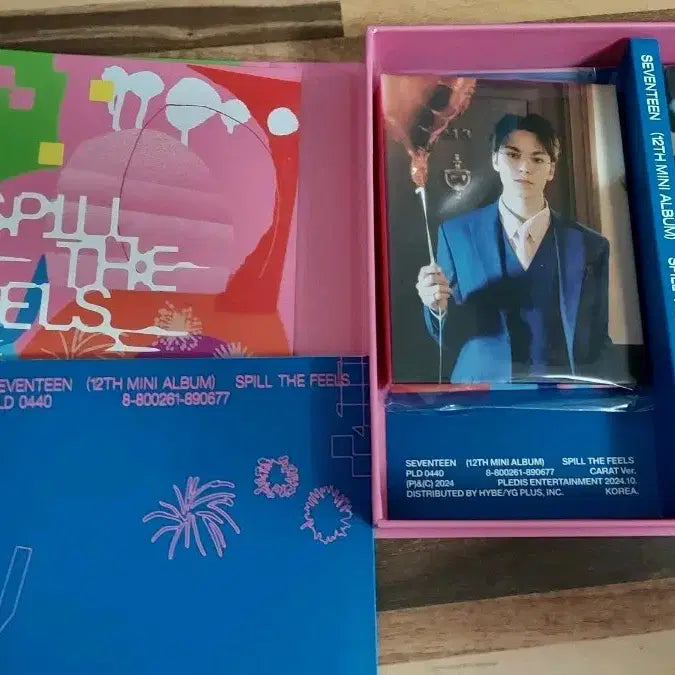 SPILL
THE
FEELS
SEVENTEEN (12TH MINI ALBUM) SPILL THE FEELS
PLD 0440 8-800261-890677
SEVENTEEN (12TH MINI ALBUM) SPILL THE FEELS
PLD 0440 8-800261-890677 CARAT Ver.
(P)&(C) 2024 PLEDIS ENTERTAINMENT 2024.10.
DISTRIBUTED BY HYBE/YG PLUS, INC. KOREA.
SEVENTEEN (12TH MINI ALBUM)